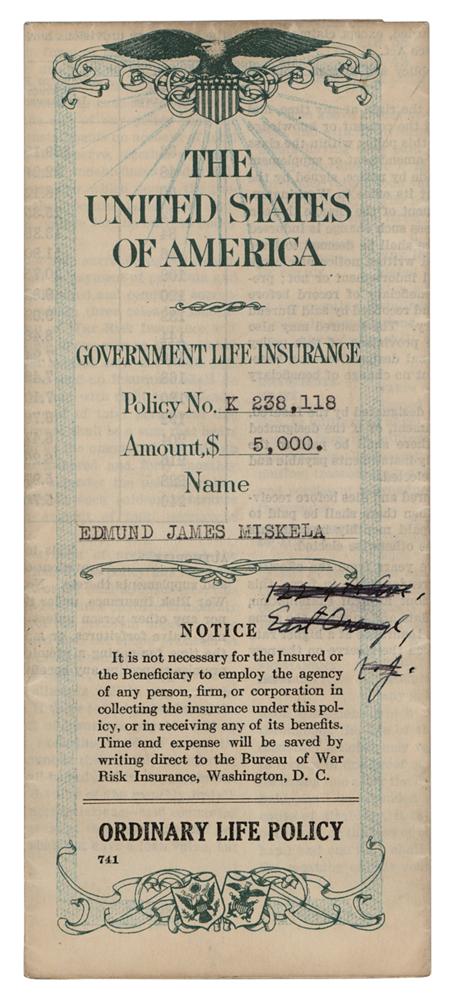 THE
UNITED STATES
OF AMERICA
GOVERNMENT LIFE INSURANCE
Policy No. K 238,118
Amount, $ 5,000.
Name
EDMUND JAMES MISKELA
4th Ave.,
East Orange,
N.J.
NOTICE
It is not necessary for the Insured or
the Beneficiary to employ the agency
of any person, firm, or corporation in
collecting the insurance under this pol-
icy, or in receiving any of its benefits.
Time and expense will be saved by
writing direct to the Bureau of War
Risk Insurance, Washington, D. C.
ORDINARY LIFE POLICY
741